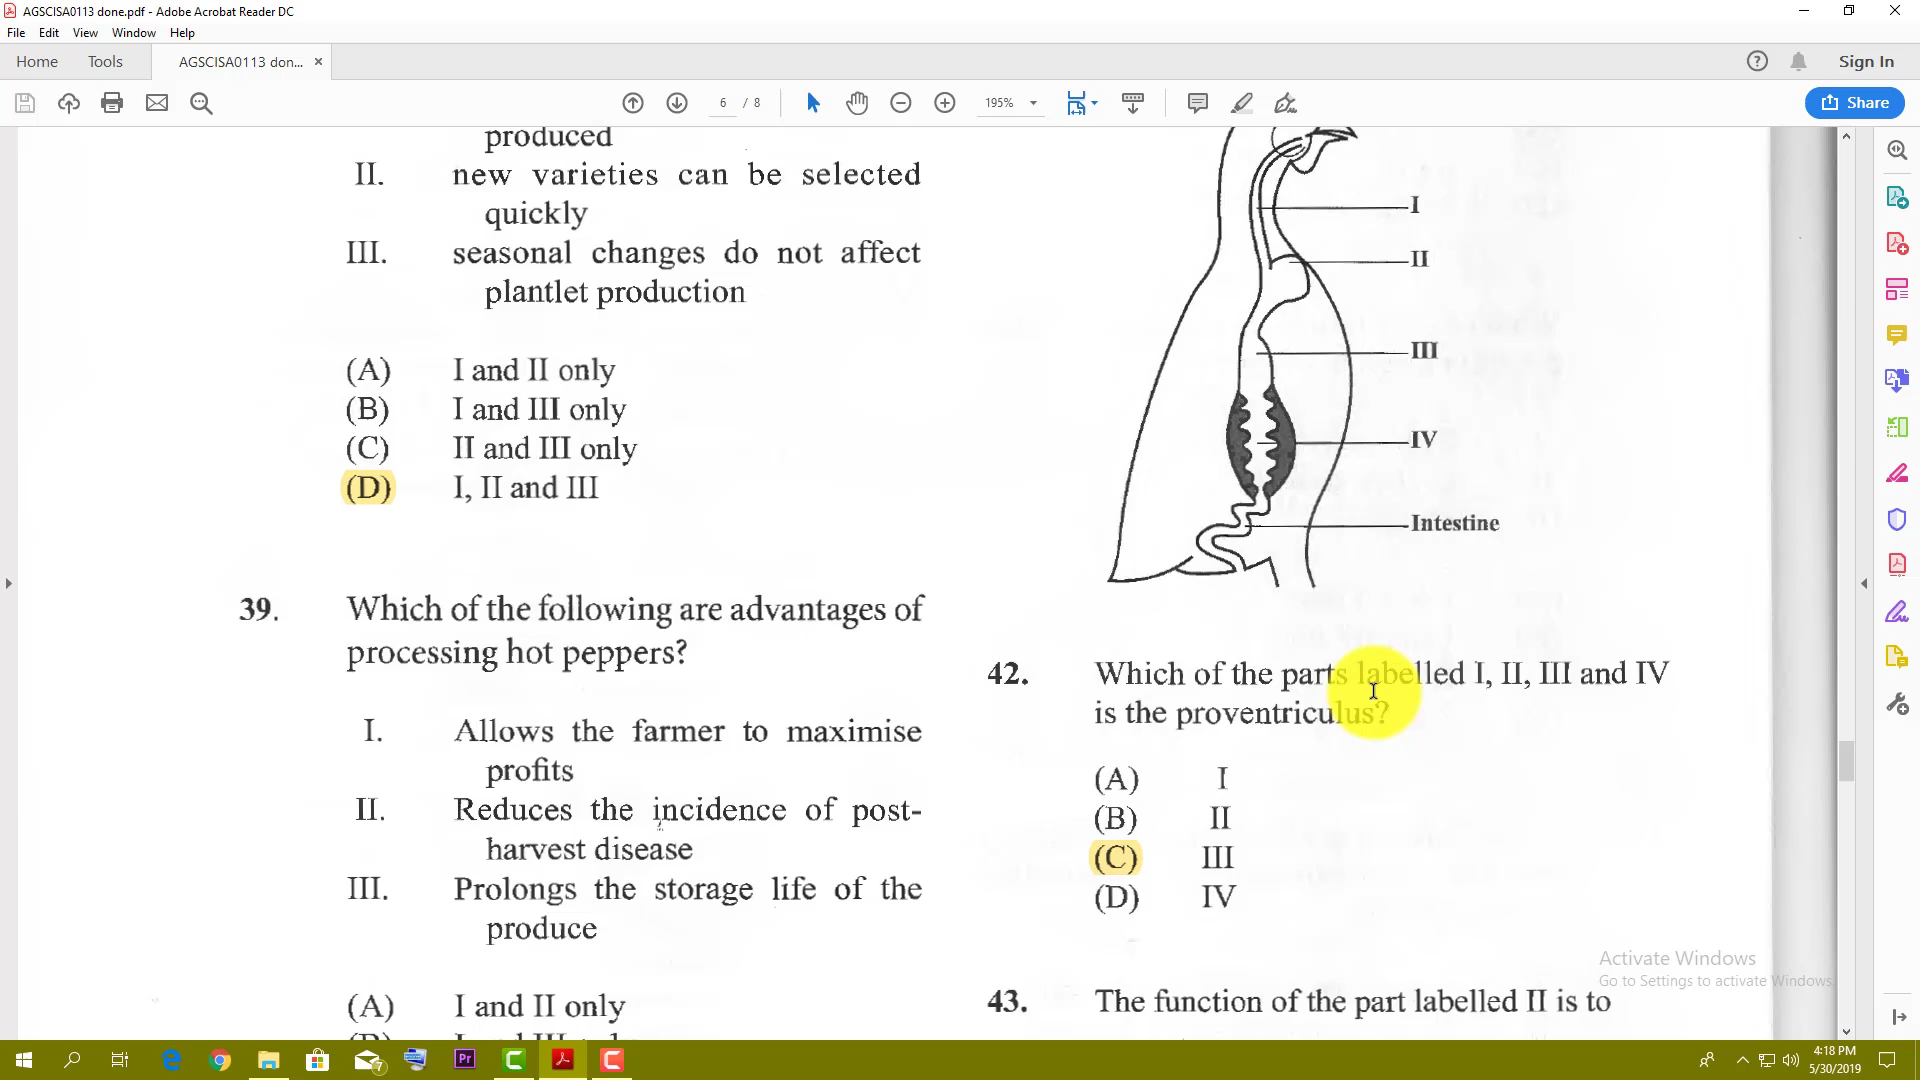 AGSCISA0113 done.pdf - Adobe Acrobat Reader DC
File Edit View Window Help
Home Tools AGSCISA0113 don... ×
Sign In
6 / 8
195%
Share
produced
II. new varieties can be selected
quickly
III. seasonal changes do not affect
plantlet production
(A) I and II only
(B) I and III only
(C) II and III only
(D) I, II and III
39. Which of the following are advantages of
processing hot peppers?
I. Allows the farmer to maximise
profits
II. Reduces the incidence of post-
harvest disease
III. Prolongs the storage life of the
produce
(A) I and II only
I
II
III
IV
Intestine
42. Which of the parts labelled I, II, III and IV
is the proventriculus?
(A) I
(B) II
(C) III
(D) IV
43. The function of the part labelled II is to
Activate Windows
Go to Settings to activate Windows.
7
Pr
4:18 PM
5/30/2019